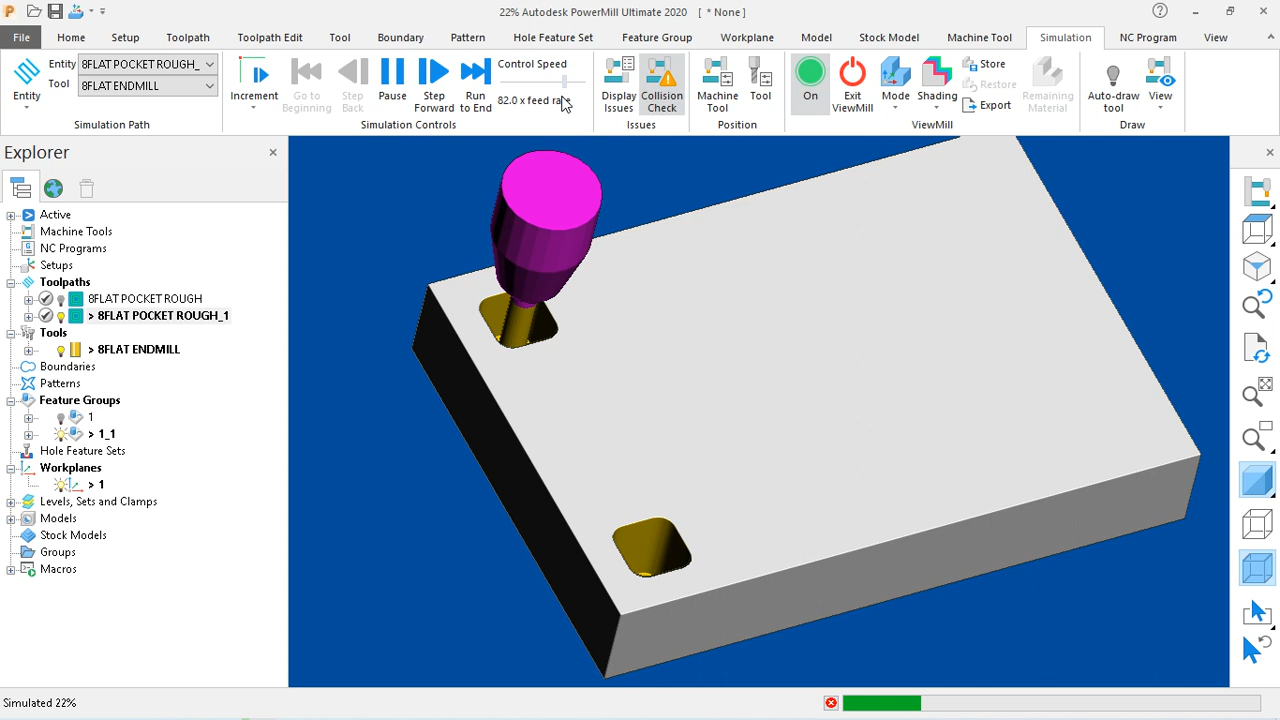 22% Autodesk PowerMill Ultimate 2020 [ * None ]
File Home Setup Toolpath Toolpath Edit Tool Boundary Pattern Hole Feature Set Feature Group Workplane Model Stock Model Machine Tool Simulation NC Program View
Entity
Entity 8FLAT POCKET ROUGH_
Tool 8FLAT ENDMILL
Simulation Path
Increment
Go to Beginning
Step Back
Pause
Step Forward
Run to End
Control Speed
82.0 x feed
Simulation Controls
Display Issues
Collision Check
Issues
Machine Tool
Tool
Position
On
Exit ViewMill
Mode
Shading
Store
Restore
Export
Remaining Material
ViewMill
Auto-draw tool
View
Draw
Explorer
Active
Machine Tools
NC Programs
Setups
Toolpaths
8FLAT POCKET ROUGH
> 8FLAT POCKET ROUGH_1
Tools
> 8FLAT ENDMILL
Boundaries
Patterns
Feature Groups
1
> 1_1
Hole Feature Sets
Workplanes
> 1
Levels, Sets and Clamps
Models
Stock Models
Groups
Macros
Simulated 22%